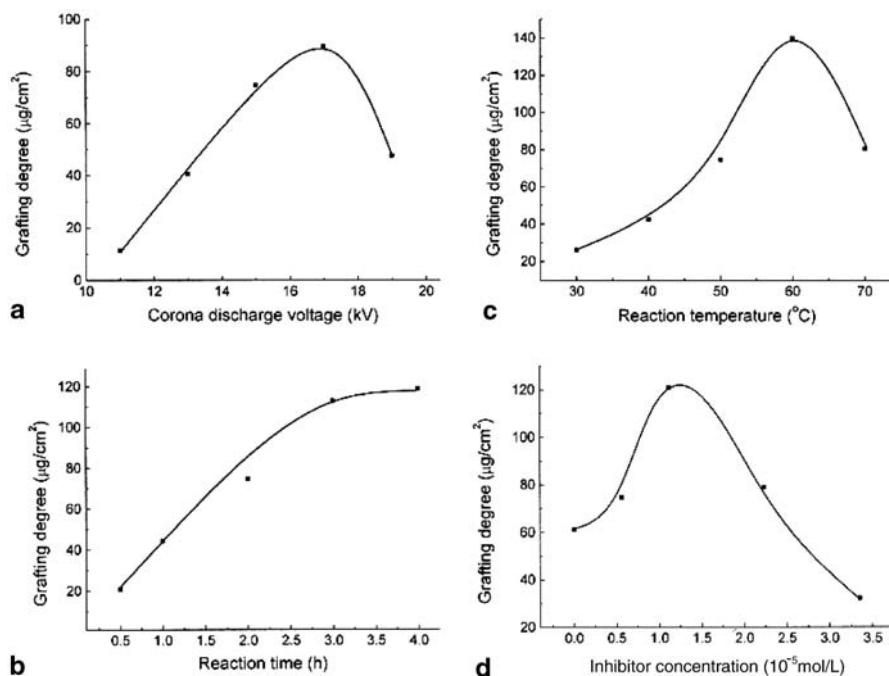 100
80
60
40
20
0
Grafting degree (μg/cm²)
10 12 14 16 18 20
a Corona discharge voltage (kV)
140
120
100
80
60
40
20
Grafting degree (μg/cm²)
30 40 50 60 70
c Reaction temperature (°C)
120
100
80
60
40
20
Grafting degree (μg/cm²)
0.5 1.0 1.5 2.0 2.5 3.0 3.5 4.0
b Reaction time (h)
140
120
100
80
60
40
20
Grafting degree (μg/cm²)
0.0 0.5 1.0 1.5 2.0 2.5 3.0 3.5
d Inhibitor concentration (10⁻⁵mol/L)